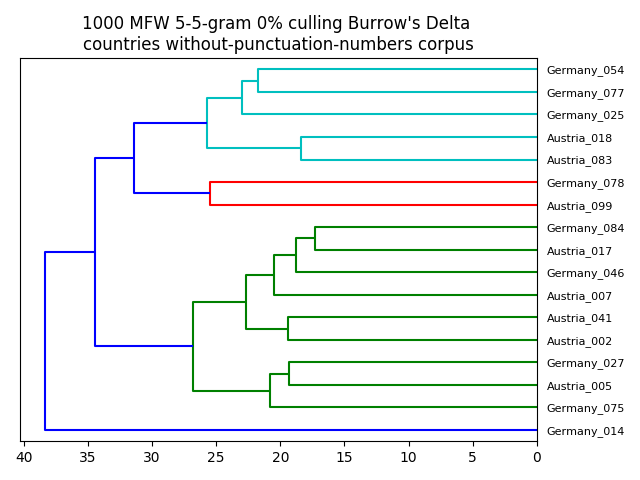 1000 MFW 5-5-gram 0% culling Burrow's Delta
countries without-punctuation-numbers corpus
Germany_054
Germany_077
Germany_025
Austria_018
Austria_083
Germany_078
Austria_099
Germany_084
Austria_017
Germany_046
Austria_007
Austria_041
Austria_002
Germany_027
Austria_005
Germany_075
Germany_014
40 35 30 25 20 15 10 5 0